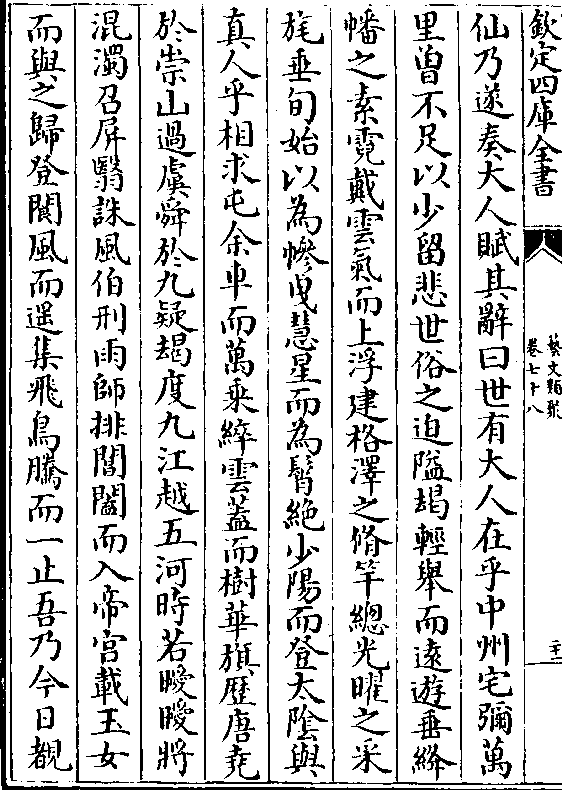 欽定四庫全書
藝文類聚
卷七十八
二十一
仙乃遂奏大人賦其辭曰世有大人在乎中州宅彌萬
里曽不足以少留悲世俗之迫隘朅輕舉而遠遊垂絳
幡之素霓戴雲氣而上浮建格澤之脩竿總光曜之采
旄垂旬始以為幓曳慧星而為髾絶少陽而登太陰與
真人乎相求屯余車而萬乗綷雲蓋而樹華旗歷唐堯
於崇山過虞舜於九疑朅度九江越五河時若曖曖將
混濁召屏翳誅風伯刑雨師排閶闔而入帝宫載玉女
而與之歸登閬風而遥集飛鳥騰而一止吾乃今日覩